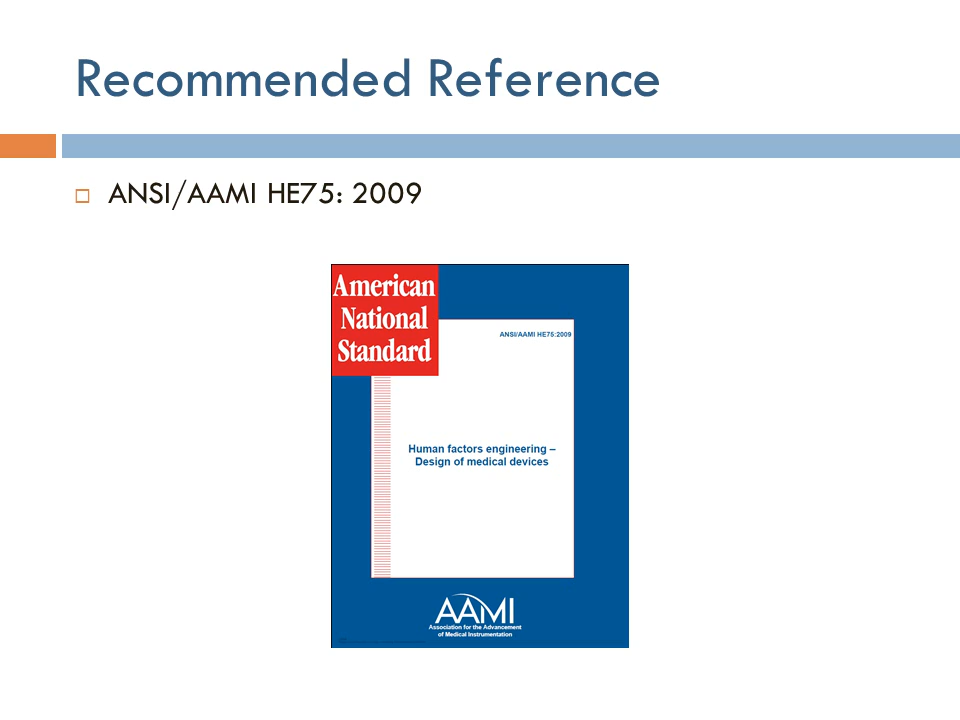 Recommended Reference
ANSI/AAMI HE75: 2009
American
National
Standard
ANSI/AAMI HE75:2009
Human factors engineering –
Design of medical devices
AAMI
Association for the Advancement
of Medical Instrumentation